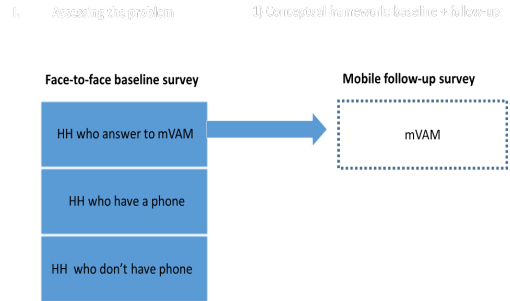 I. Assessing the problem 1) Conceptual framework: baseline + follow-up
Face-to-face baseline survey
Mobile follow-up survey
HH who answer to mVAM
mVAM
HH who have a phone
HH who don't have phone